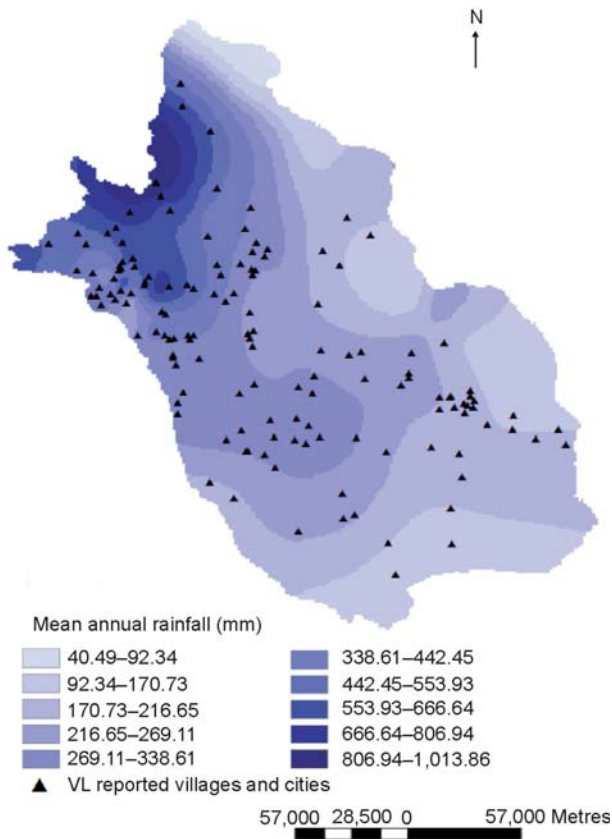 N
Mean annual rainfall (mm)
40.49–92.34
92.34–170.73
170.73–216.65
216.65–269.11
269.11–338.61
338.61–442.45
442.45–553.93
553.93–666.64
666.64–806.94
806.94–1,013.86
VL reported villages and cities
57,000 28,500 0 57,000 Metres